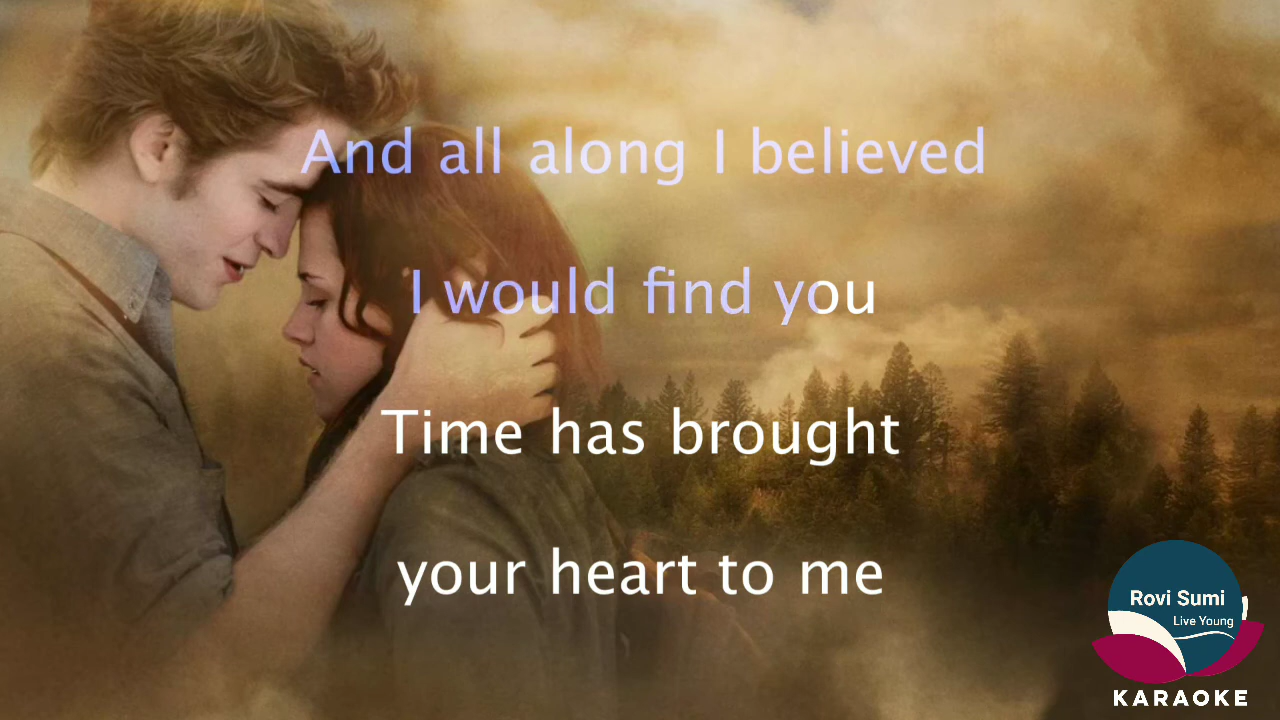 And all along I believed
I would find you
Time has brought
your heart to me
Rovi Sumi
Live Young
KARAOKE